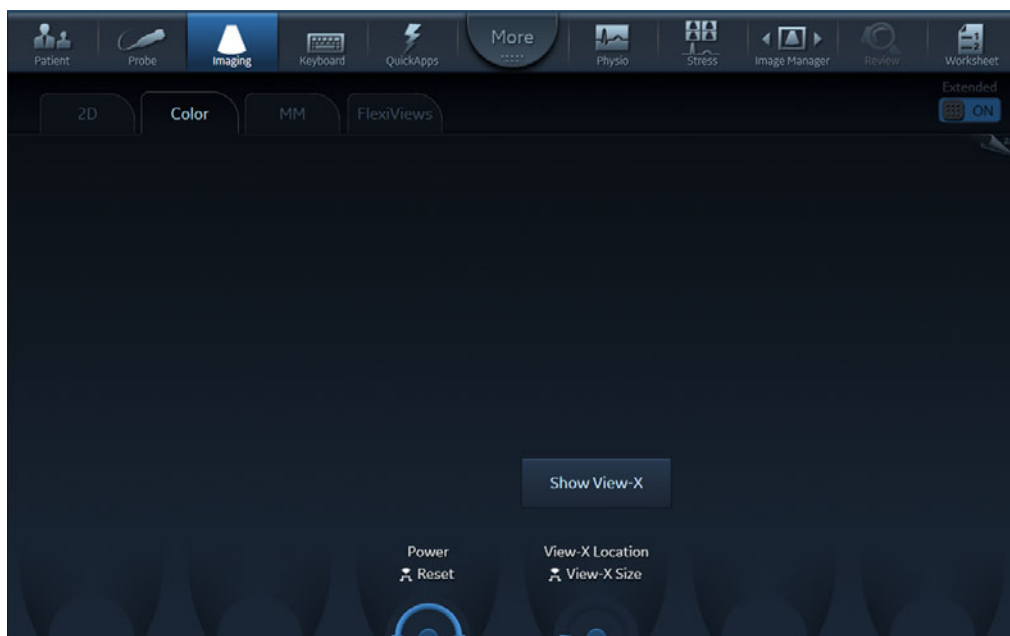 More
Patient
Probe
Imaging
Keyboard
QuickApps
Physio
Stress
Image Manager
Review
Worksheet
2D
Color
MM
FlexiViews
Extended
ON
Show View-X
Power
Reset
View-X Location
View-X Size